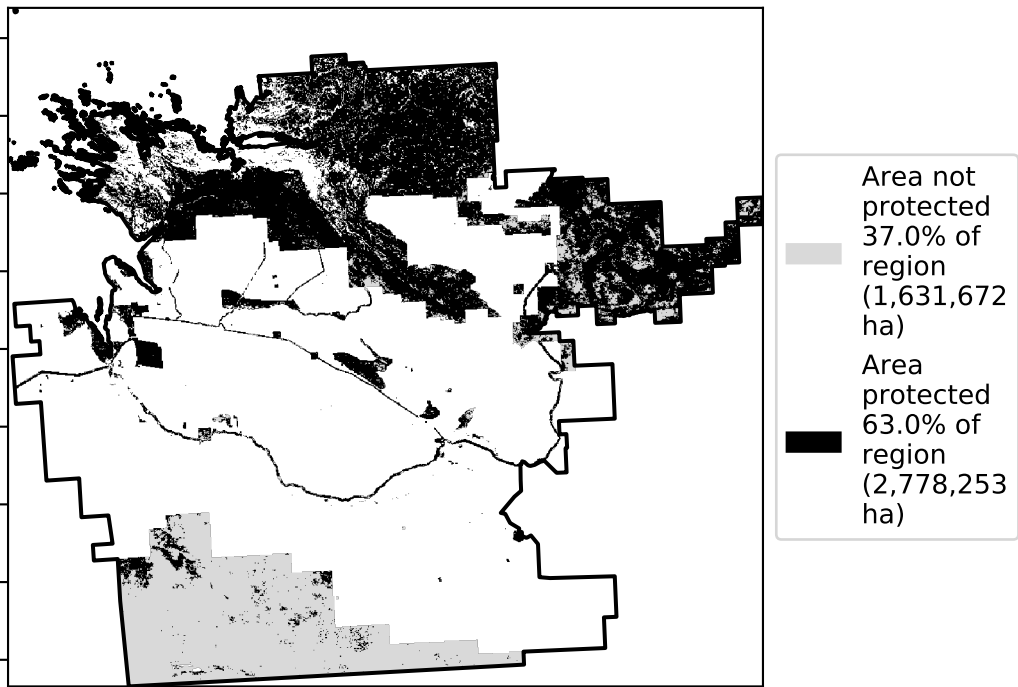 Area not
protected
37.0% of
region
(1,631,672
ha)
Area
protected
63.0% of
region
(2,778,253
ha)